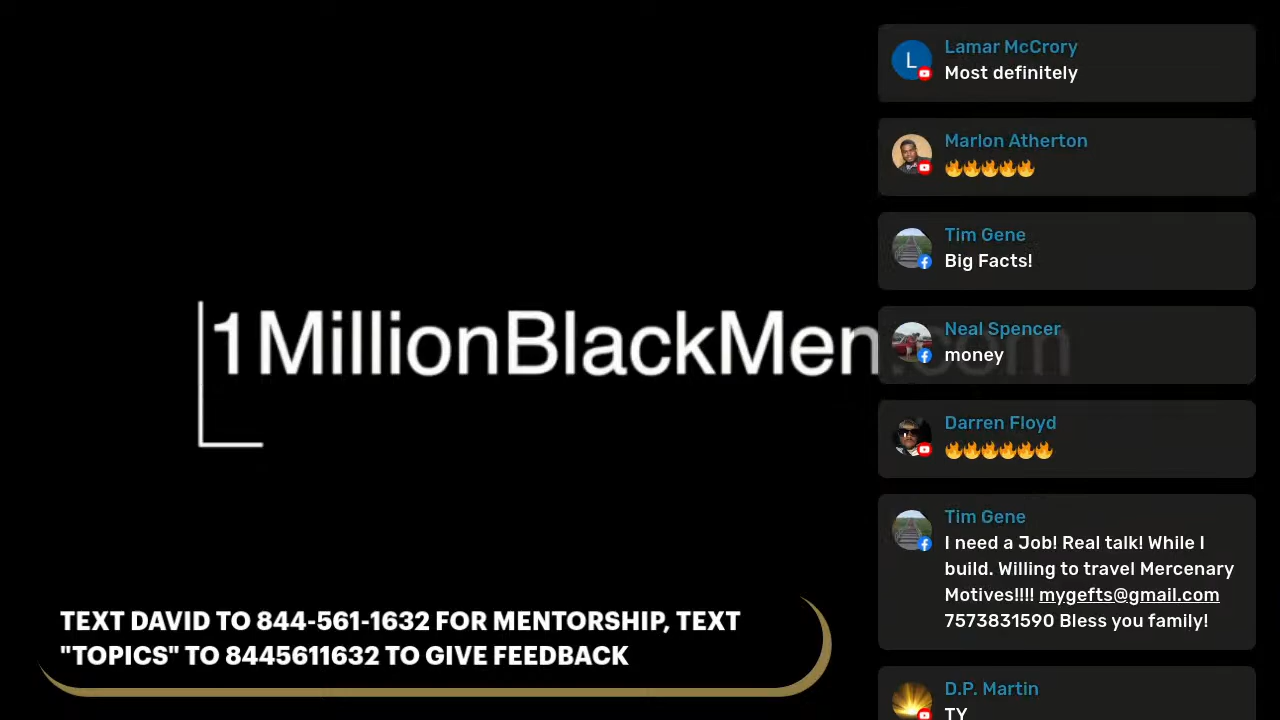 1MillionBlackMen.com
TEXT DAVID TO 844-561-1632 FOR MENTORSHIP, TEXT
"TOPICS" TO 8445611632 TO GIVE FEEDBACK
L
Lamar McCrory
Most definitely
Marlon Atherton
🔥🔥🔥🔥🔥
Tim Gene
Big Facts!
Neal Spencer
money
Darren Floyd
🔥🔥🔥🔥🔥🔥
Tim Gene
I need a Job! Real talk! While I
build. Willing to travel Mercenary
Motives!!!! mygefts@gmail.com
7573831590 Bless you family!
D.P. Martin
TY